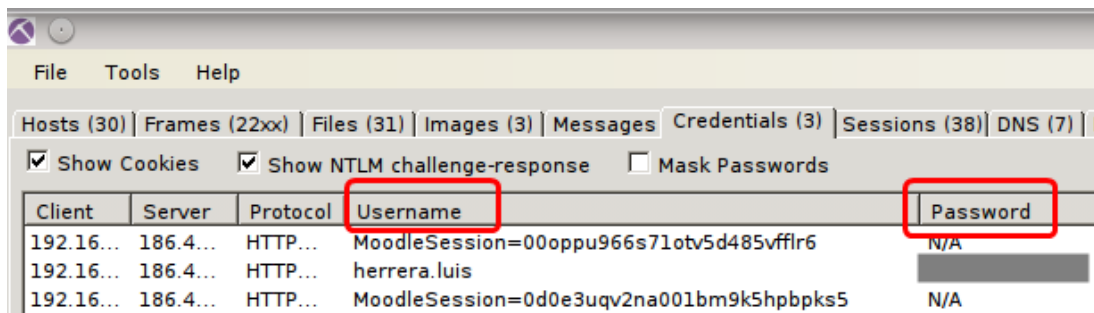 File Tools Help
Hosts (30) Frames (22xx) Files (31) Images (3) Messages Credentials (3) Sessions (38) DNS (7)
Show Cookies Show NTLM challenge-response Mask Passwords
Client Server Protocol Username Password
192.16... 186.4... HTTP... MoodleSession=00oppu966s71otv5d485vfflr6 N/A
192.16... 186.4... HTTP... herrera.luis
192.16... 186.4... HTTP... MoodleSession=0d0e3uqv2na001bm9k5hpbpks5 N/A